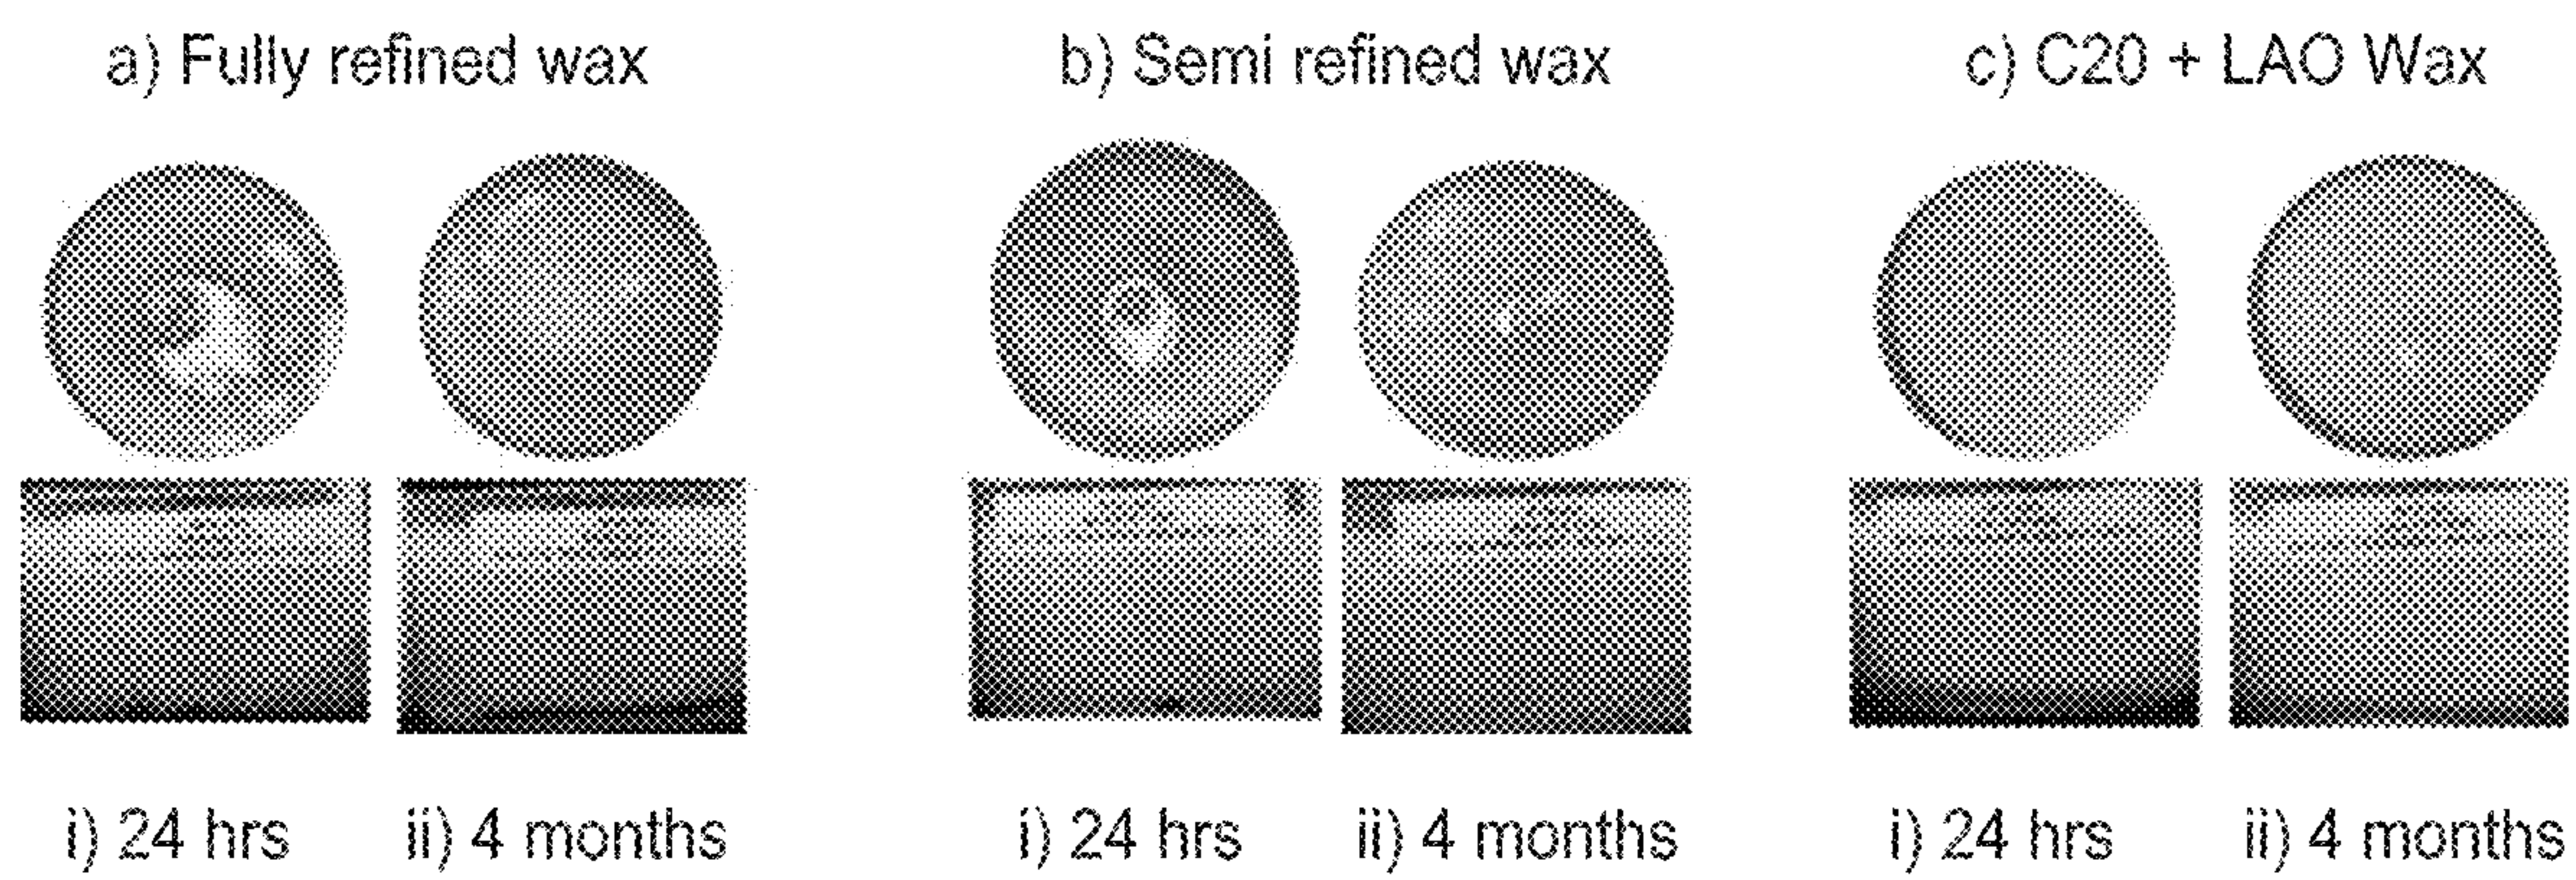 a) Fully refined wax
b) Semi refined wax
c) C20 + LAO Wax
i) 24 hrs
ii) 4 months
i) 24 hrs
ii) 4 months
i) 24 hrs
ii) 4 months